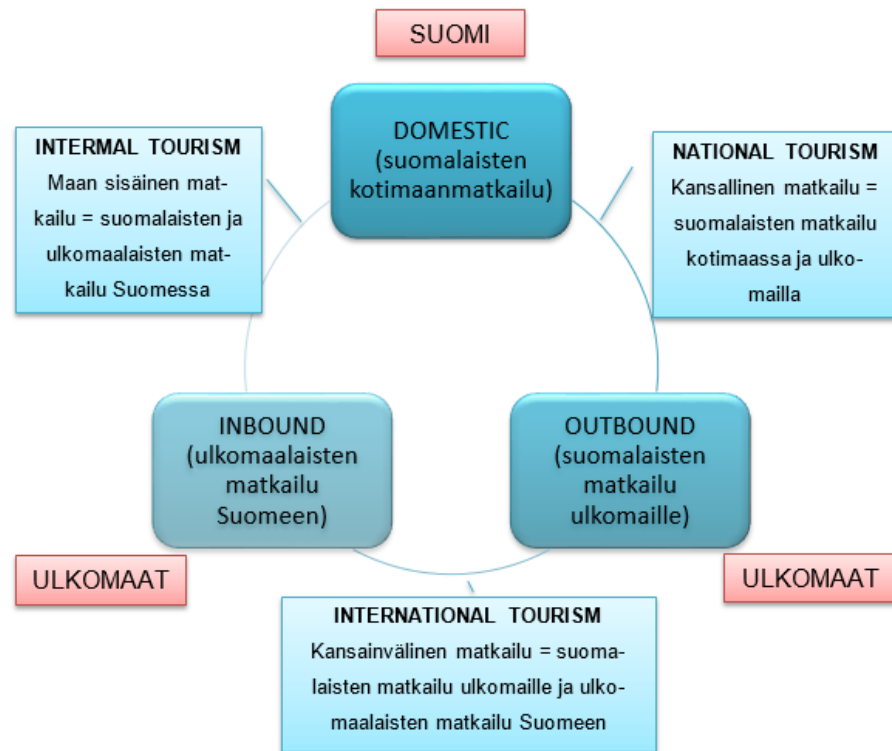 SUOMI
DOMESTIC
(suomalaisten
kotimaanmatkailu)
INTERMAL TOURISM
Maan sisäinen mat-
kailu = suomalaisten ja
ulkomaalaisten mat-
kailu Suomessa
NATIONAL TOURISM
Kansallinen matkailu =
suomalaisten matkailu
kotimaassa ja ulko-
mailla
INBOUND
(ulkomaalaisten
matkailu
Suomeen)
OUTBOUND
(suomalaisten
matkailu
ulkomaille)
ULKOMAAT
ULKOMAAT
INTERNATIONAL TOURISM
Kansainvälinen matkailu = suoma-
laisten matkailu ulkomaille ja ulko-
maalaisten matkailu Suomeen